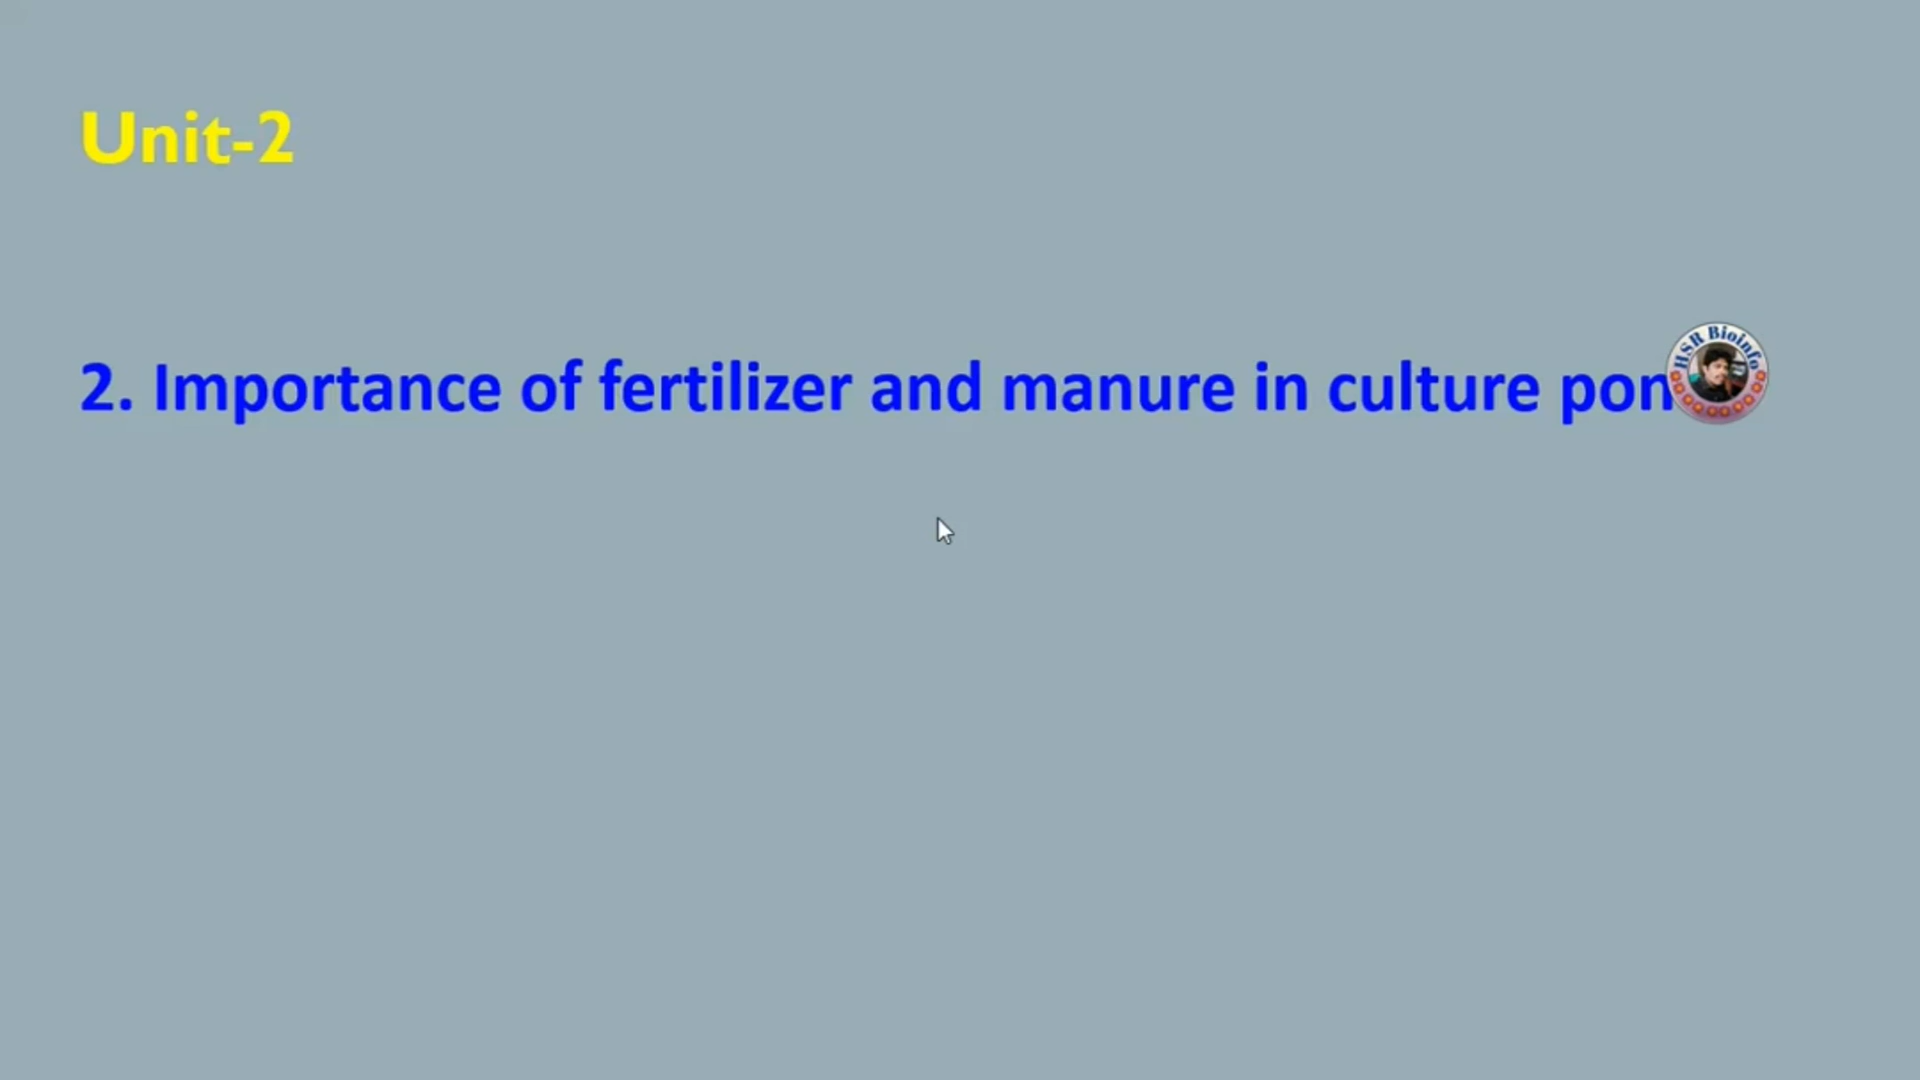 Unit-2
2. Importance of fertilizer and manure in culture pon
HSR Bioinfo